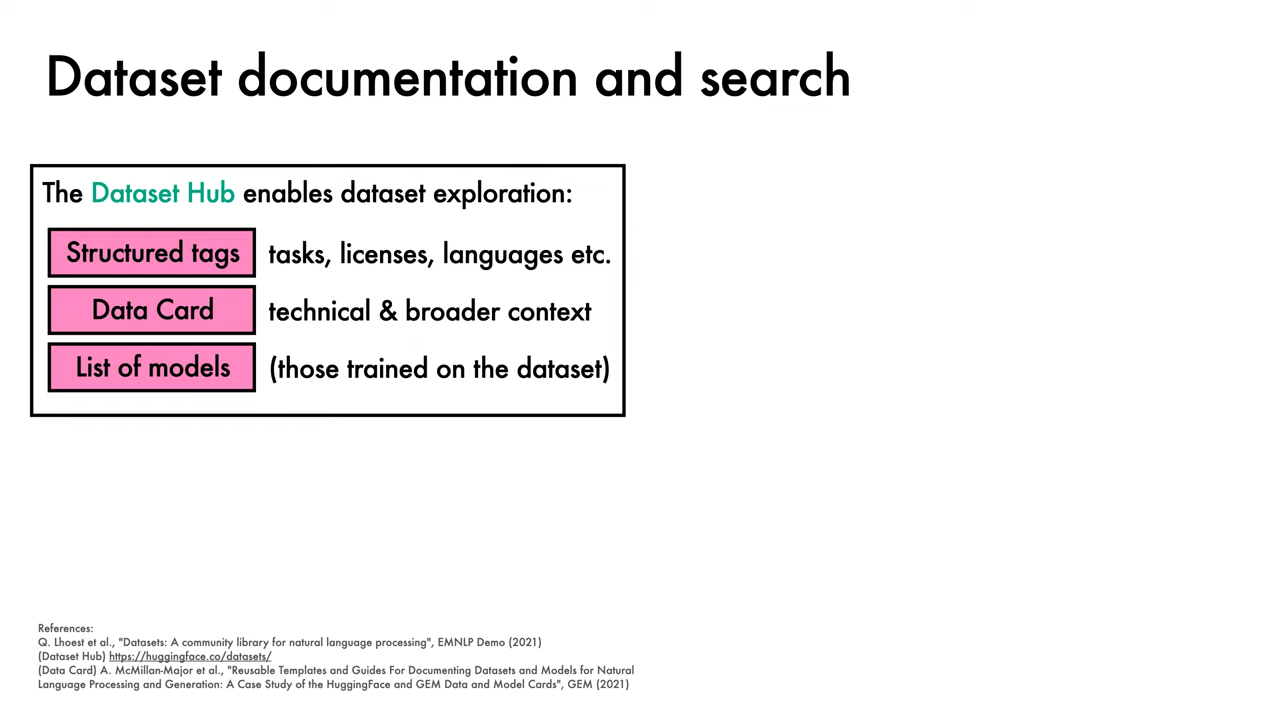 Dataset documentation and search
The Dataset Hub enables dataset exploration:
Structured tags tasks, licenses, languages etc.
Data Card technical & broader context
List of models (those trained on the dataset)
References:
Q. Lhoest et al., "Datasets: A community library for natural language processing", EMNLP Demo (2021)
(Dataset Hub) https://huggingface.co/datasets/
(Data Card) A. McMillan-Major et al., "Reusable Templates and Guides For Documenting Datasets and Models for Natural
Language Processing and Generation: A Case Study of the HuggingFace and GEM Data and Model Cards", GEM (2021)